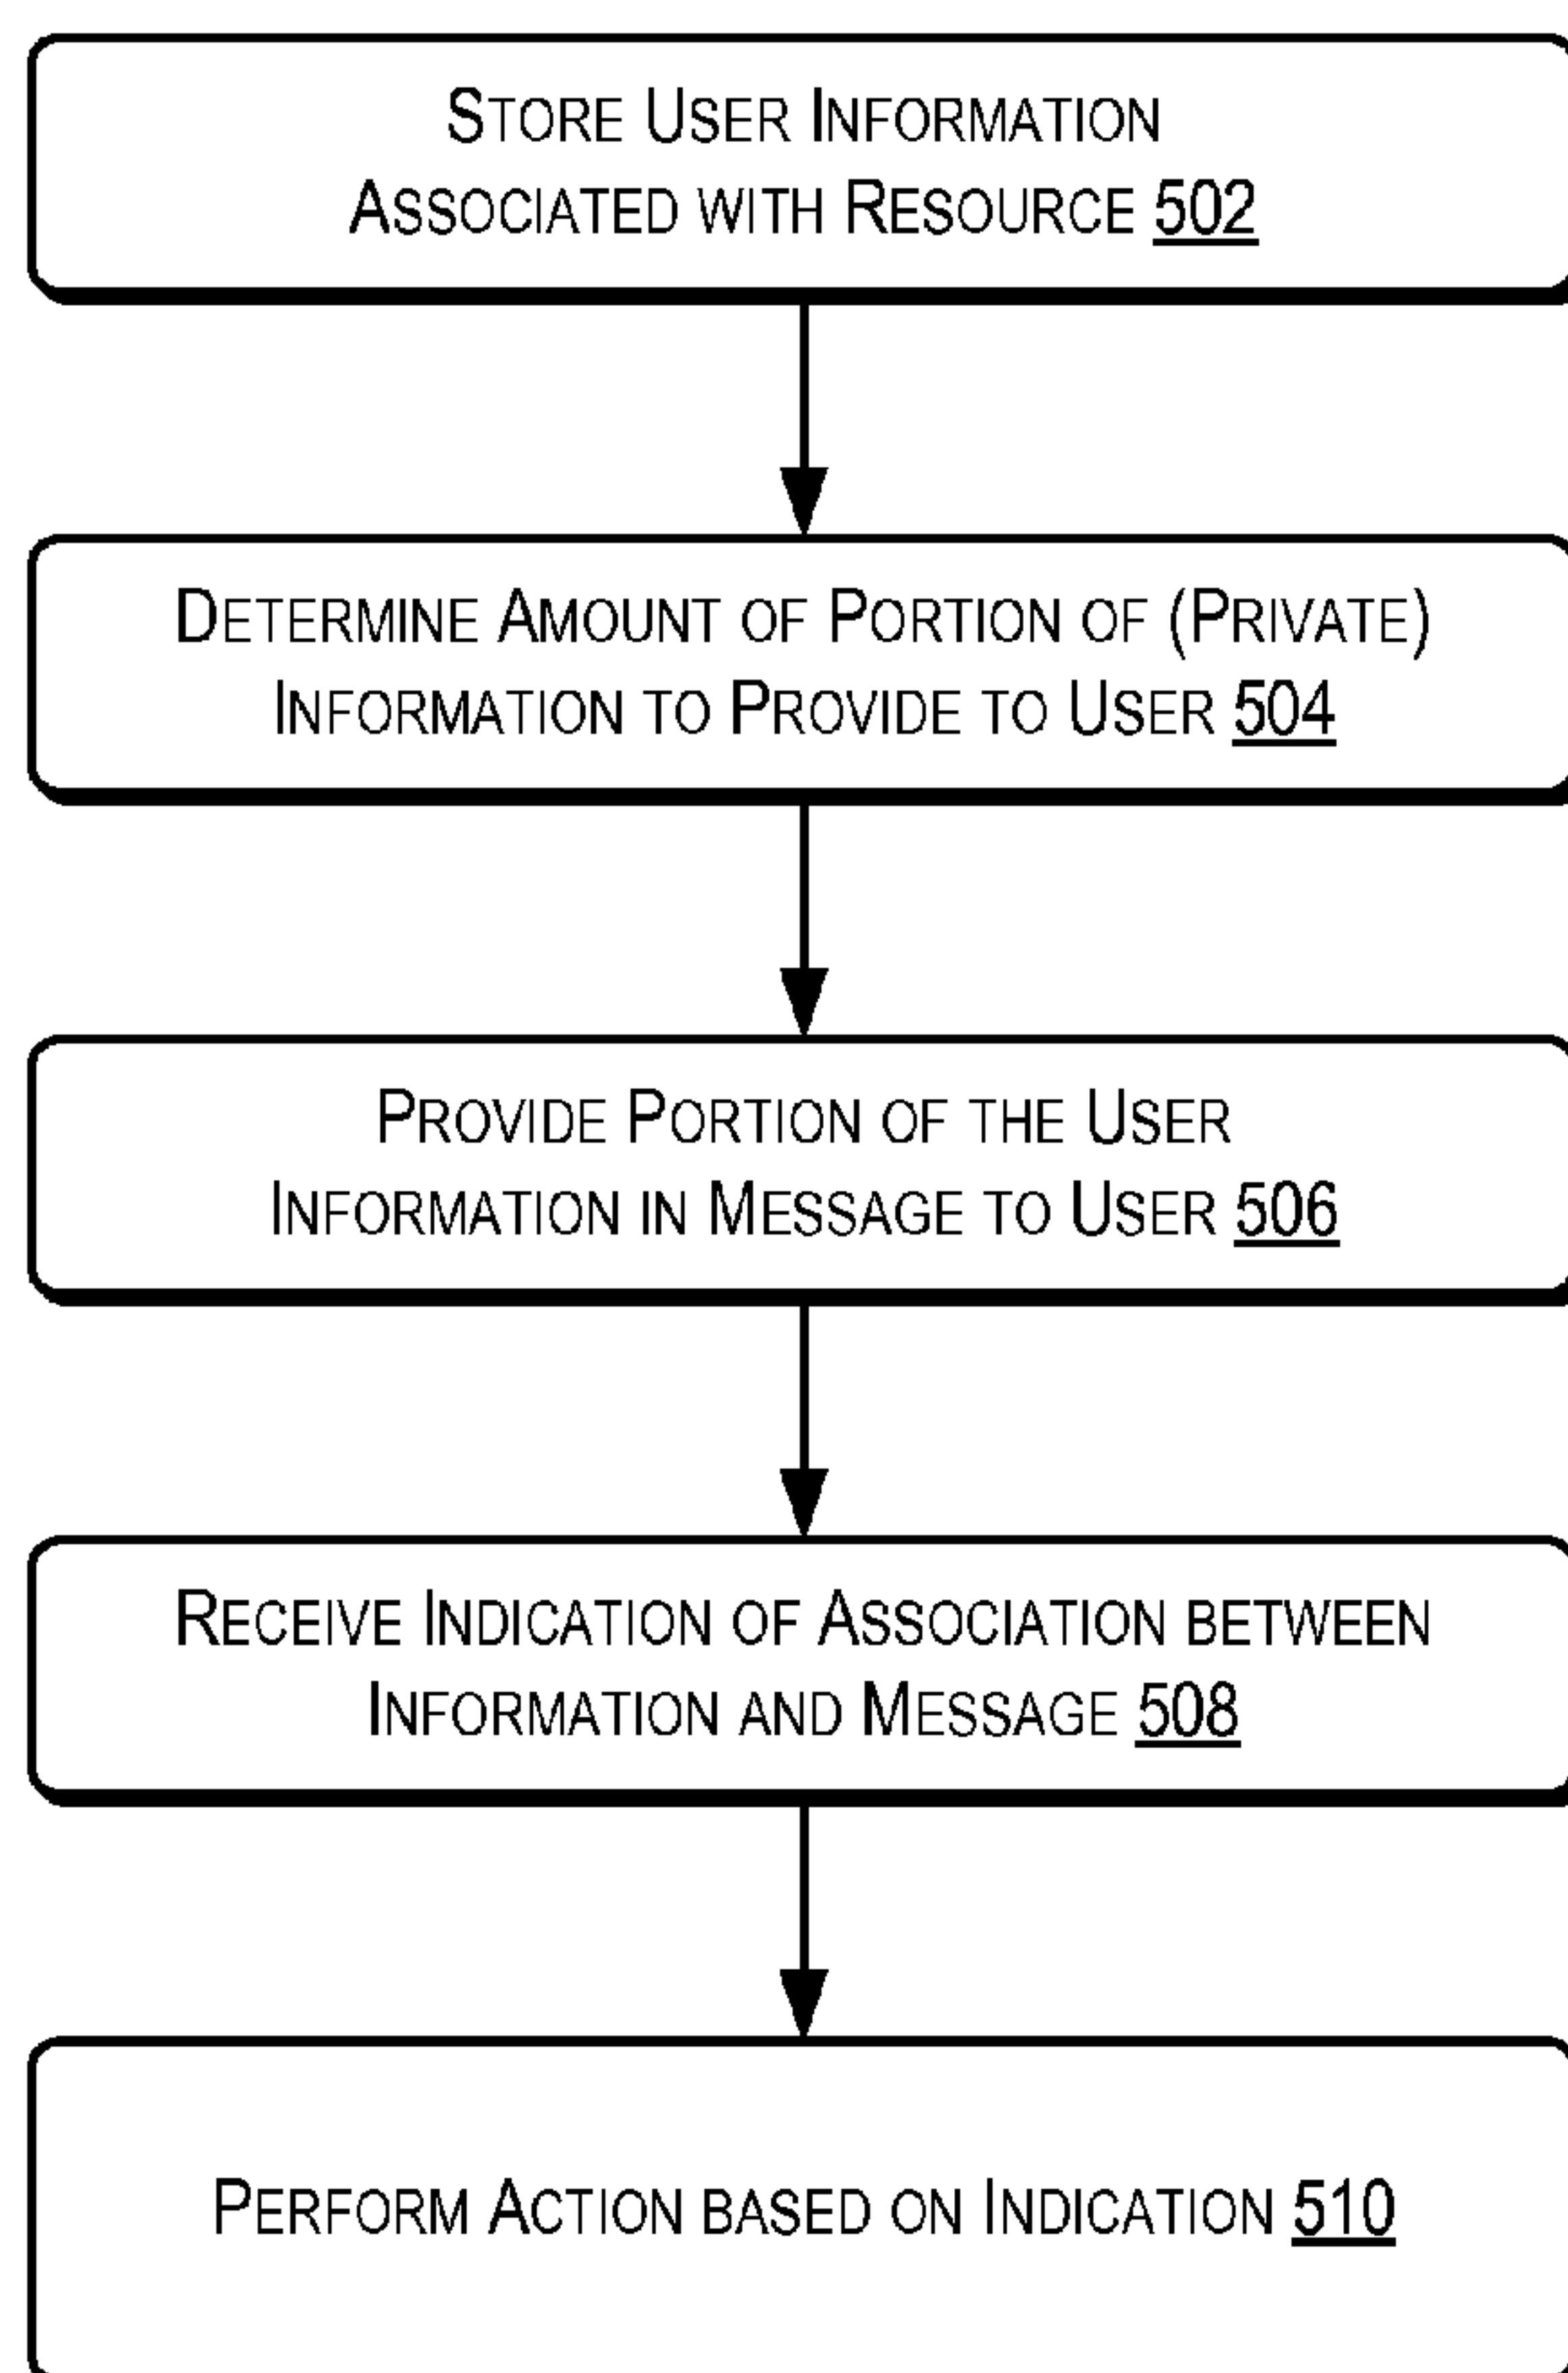 Store User Information
Associated with Resource 502
Determine Amount of Portion of (Private)
Information to Provide to User 504
Provide Portion of the User
Information in Message to User 506
Receive Indication of Association between
Information and Message 508
Perform Action based on Indication 510